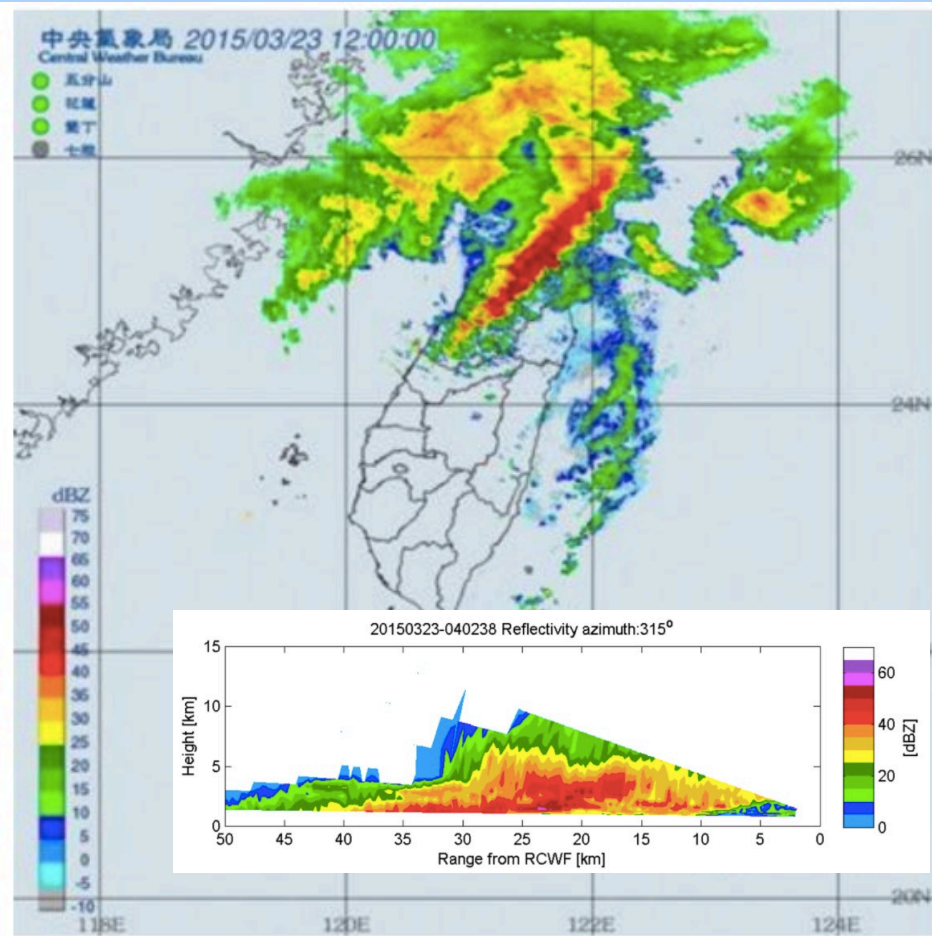 中央氣象局 2015/03/23 12:00:00
Central Weather Bureau
五分山
花蓮
墾丁
七股
26N
24N
dBZ
75
70
65
60
55
50
45
40
35
30
25
20
15
10
5
0
-5
-10
20N
118E 120E 122E 124E
20150323-040238 Reflectivity azimuth:315°
Height [km]
15
10
5
0
50 45 40 35 30 25 20 15 10 5 0
Range from RCWF [km]
60
40
20
0
[dBZ]